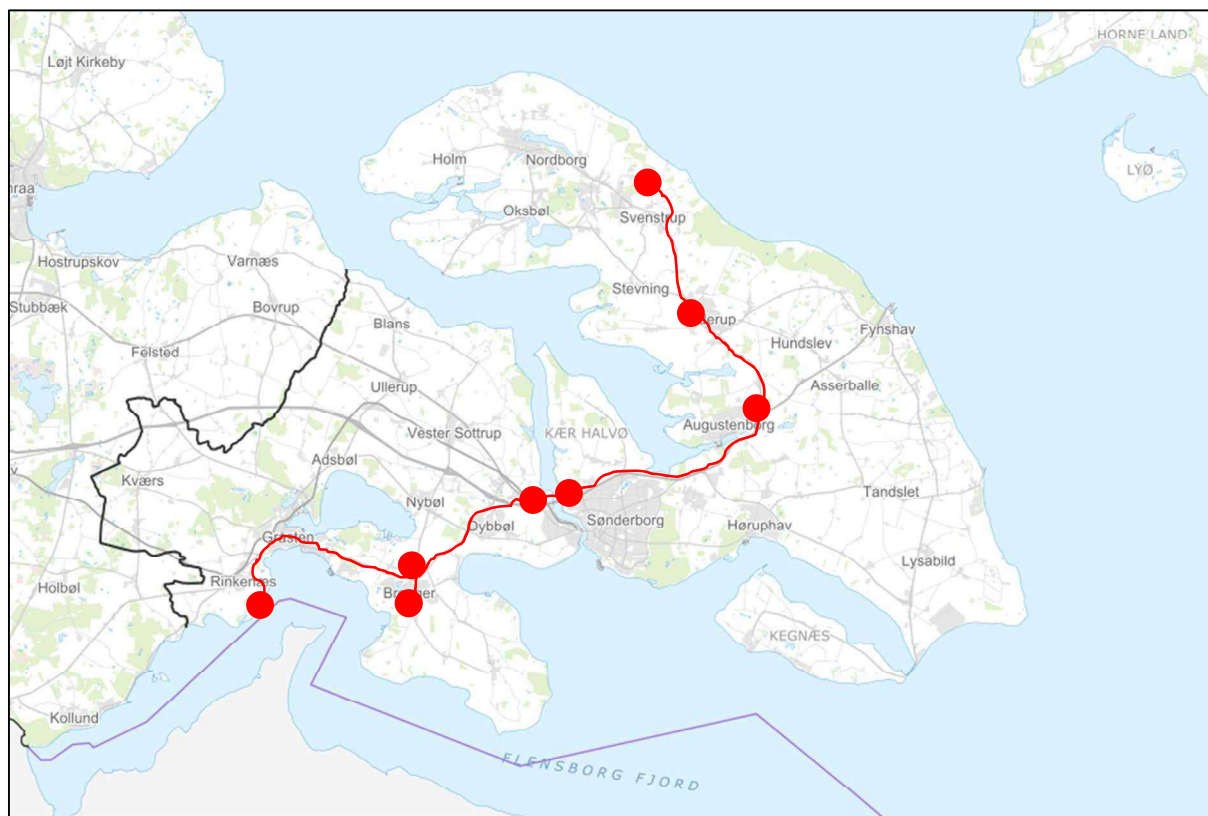 HORNE LAND
Løjt Kirkeby
Holm
Nordborg
LYØ
Oksbøl
Svenstrup
Hostrupskov
Varnæs
Stubbæk
Bovrup
Stevning
Blans
Fynshav
Hundslev
Felsted
Ullerup
Asserballe
Augustenborg
Vester Sottrup
KÆR HALVØ
Adsbøl
Kværs
Nybøl
Tandslet
Dybbøl
Sønderborg
Høruphav
Gråsten
Lysabild
Rinkenæs
Holbøl
KEGNÆS
Kollund
FLENSBORG FJORD